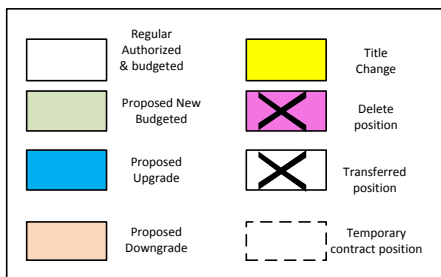 Regular
Authorized
& budgeted
Title
Change
Proposed New
Budgeted
Delete
position
Proposed
Upgrade
Transferred
position
Proposed
Downgrade
Temporary
contract position